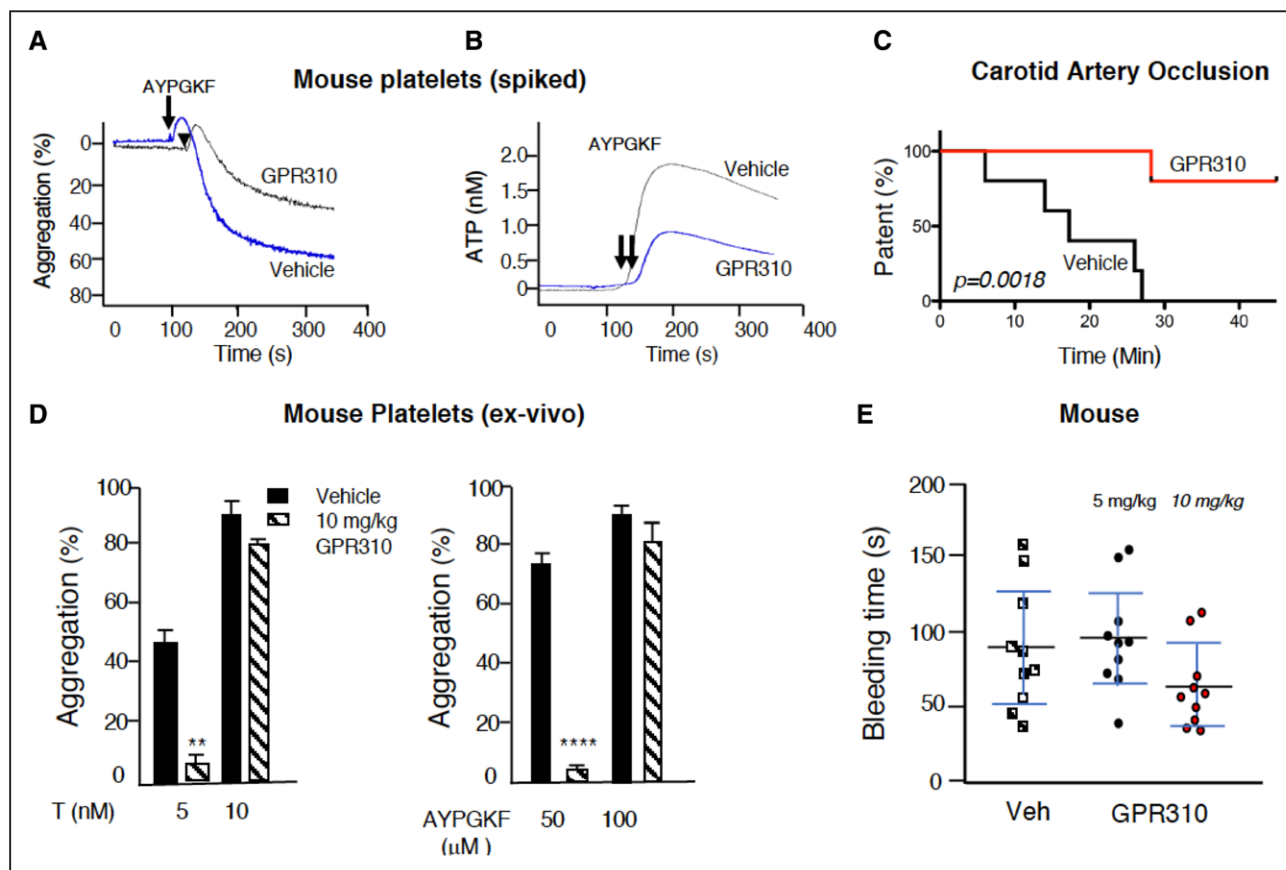 A
B
C
Mouse platelets (spiked)
Carotid Artery Occlusion
AYPGKF
Aggregation (%)
0
20
40
60
80
GPR310
Vehicle
0 100 200 300 400
Time (s)
AYPGKF
ATP (nM)
2.0
1.5
1.0
0.5
0
Vehicle
GPR310
0 100 200 300 400
Time (s)
Patent (%)
100
50
0
GPR310
Vehicle
p=0.0018
0 10 20 30 40
Time (Min)
D
Mouse Platelets (ex-vivo)
E
Mouse
Aggregation (%)
100
80
60
40
20
0
Vehicle
10 mg/kg
GPR310
**
T (nM) 5 10
Aggregation (%)
100
80
60
40
20
0
****
AYPGKF 50 100
(µM )
Bleeding time (s)
200
150
100
50
0
5 mg/kg 10 mg/kg
Veh GPR310